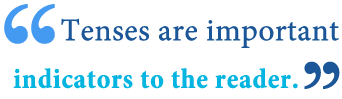 “Tenses are important
indicators to the reader.”